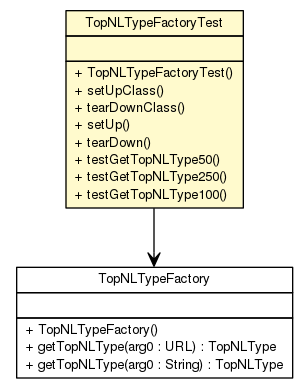 TopNLTypeFactoryTest
+ TopNLTypeFactoryTest()
+ setUpClass()
+ tearDownClass()
+ setUp()
+ tearDown()
+ testGetTopNLType50()
+ testGetTopNLType250()
+ testGetTopNLType100()
TopNLTypeFactory
+ TopNLTypeFactory()
+ getTopNLType(arg0 : URL) : TopNLType
+ getTopNLType(arg0 : String) : TopNLType